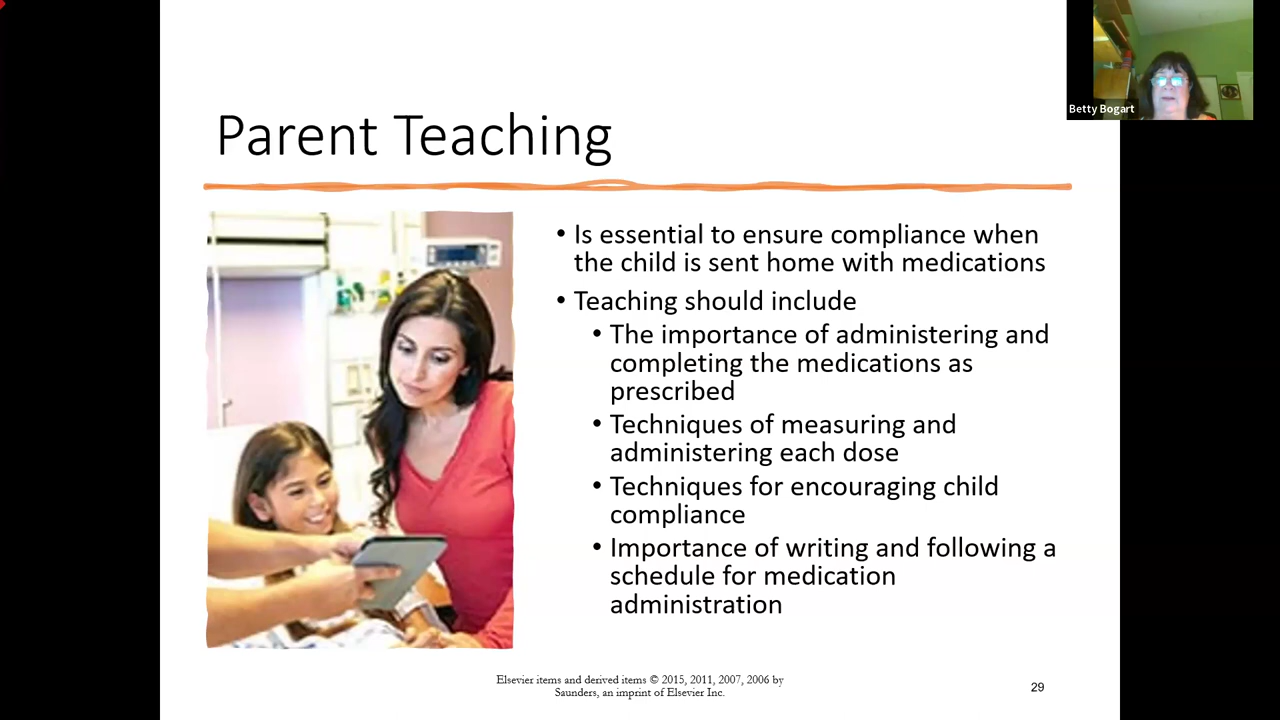 Betty Bogart
Parent Teaching
• Is essential to ensure compliance when
the child is sent home with medications
• Teaching should include
• The importance of administering and
completing the medications as
prescribed
• Techniques of measuring and
administering each dose
• Techniques for encouraging child
compliance
• Importance of writing and following a
schedule for medication
administration
Elsevier items and derived items © 2015, 2011, 2007, 2006 by
Saunders, an imprint of Elsevier Inc.
29